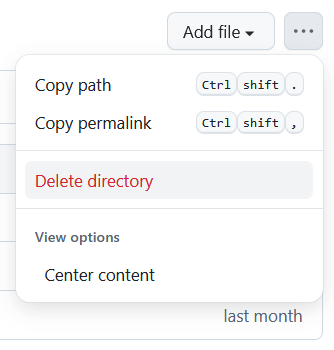 Add file
Copy path Ctrl shift .
Copy permalink Ctrl shift ,
Delete directory
View options
Center content
last month